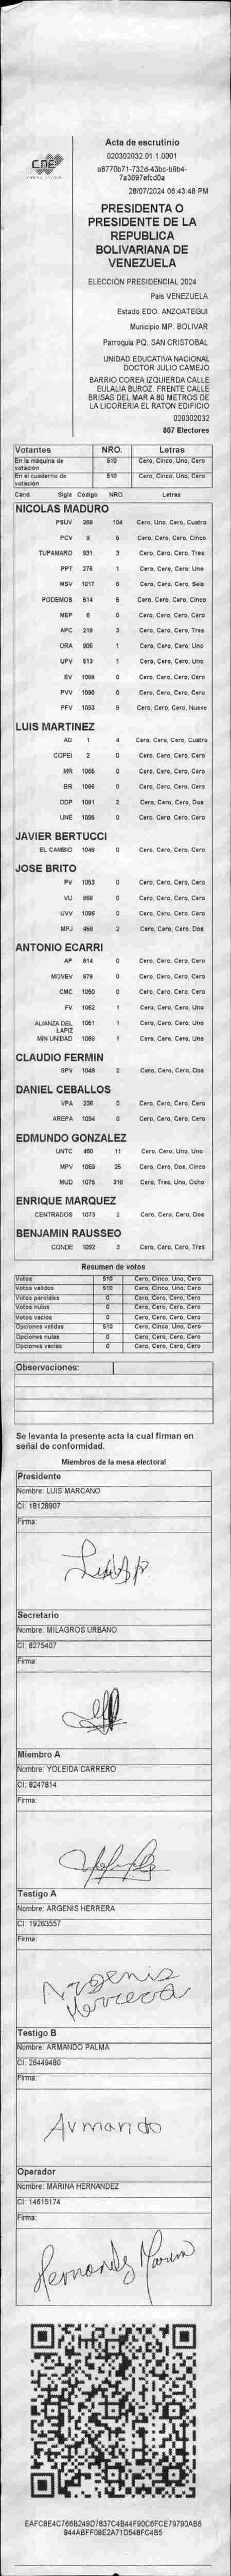 CNE
Acta de escrutinio
020302032.01.1.0001
28/07/2024 06:43:48 PM
PRESIDENTA O
PRESIDENTE DE LA
REPUBLICA
BOLIVARIANA DE
VENEZUELA
ELECCIÓN PRESIDENCIAL 2024
Pais VENEZUELA
Estado EDO. ANZOATEGUI
Municipio MP. BOLIVAR
Parroquia PQ. SAN CRISTOBAL
UNIDAD EDUCATIVA NACIONAL
DOCTOR JULIO CAMEJO
BARRIO COREA IZQUIERDA CALLE
EULALIA BUROZ. FRENTE CALLE
BRISAS DEL MAR A 80 METROS DE
LA LICORERIA EL RATON EDIFICIO
020302032
807 Electores
Votantes NRO. Letras
En la máquina de votación 510 Cero, Cinco, Uno, Cero
En el cuaderno de votación 510 Cero, Cinco, Uno, Cero
Cand. Sigla Código NRO. Letras
NICOLAS MADURO
PSUV 269 104 Cero, Uno, Cero, Cuatro
PCV 9 5 Cero, Cero, Cero, Cinco
TUPAMARO 931 3 Cero, Cero, Cero, Tres
PPT 276 1 Cero, Cero, Cero, Uno
MSV 1017 6 Cero, Cero, Cero, Seis
PODEMOS 514 5 Cero, Cero, Cero, Cinco
MEP 6 0 Cero, Cero, Cero, Cero
APC 219 3 Cero, Cero, Cero, Tres
ORA 906 1 Cero, Cero, Cero, Uno
UPV 613 1 Cero, Cero, Cero, Uno
EV 1089 0 Cero, Cero, Cero, Cero
PVV 1080 0 Cero, Cero, Cero, Cero
PFV 1093 9 Cero, Cero, Cero, Nueve
LUIS MARTINEZ
AD 1 4 Cero, Cero, Cero, Cuatro
COPEI 2 0 Cero, Cero, Cero, Cero
MR 1065 0 Cero, Cero, Cero, Cero
BR 1086 0 Cero, Cero, Cero, Cero
DDP 1091 2 Cero, Cero, Cero, Dos
UNE 1095 0 Cero, Cero, Cero, Cero
JAVIER BERTUCCI
EL CAMBIO 1049 0 Cero, Cero, Cero, Cero
JOSE BRITO
PV 1053 0 Cero, Cero, Cero, Cero
VU 868 0 Cero, Cero, Cero, Cero
UVV 1096 0 Cero, Cero, Cero, Cero
MPJ 458 2 Cero, Cero, Cero, Dos
ANTONIO ECARRI
AP 814 0 Cero, Cero, Cero, Cero
MOVEV 979 0 Cero, Cero, Cero, Cero
CMC 1050 0 Cero, Cero, Cero, Cero
FV 1062 1 Cero, Cero, Cero, Uno
ALIANZA DEL LAPIZ 1051 1 Cero, Cero, Cero, Uno
MIN UNIDAD 1068 1 Cero, Cero, Cero, Uno
CLAUDIO FERMIN
SPV 1048 2 Cero, Cero, Cero, Dos
DANIEL CEBALLOS
VPA 236 0 Cero, Cero, Cero, Cero
AREPA 1094 0 Cero, Cero, Cero, Cero
EDMUNDO GONZALEZ
UNTC 460 11 Cero, Cero, Uno, Uno
MPV 1069 25 Cero, Cero, Dos, Cinco
MUD 1076 318 Cero, Tres, Uno, Ocho
ENRIQUE MARQUEZ
CENTRADOS 1073 2 Cero, Cero, Cero, Dos
BENJAMIN RAUSSEO
CONDE 1092 3 Cero, Cero, Cero, Tres
Resumen de votos
Votos 510 Cero, Cinco, Uno, Cero
Votos validos 510 Cero, Cinco, Uno, Cero
Votos parciales 0 Cero, Cero, Cero, Cero
Votos nulos 0 Cero, Cero, Cero, Cero
Votos vacíos 0 Cero, Cero, Cero, Cero
Opciones validas 510 Cero, Cinco, Uno, Cero
Opciones nulas 0 Cero, Cero, Cero, Cero
Opciones vacias 0 Cero, Cero, Cero, Cero
Observaciones:
Se levanta la presente acta la cual firman en
señal de conformidad.
Miembros de la mesa electoral
Presidente
Nombre: LUIS MARCANO
CI: 18128907
Firma:
Secretario
Nombre: MILAGROS URBANO
CI: 8275407
Firma:
Miembro A
Nombre: YOLEIDA CARRERO
CI: 8247814
Firma:
Testigo A
Nombre: ARGENIS HERRERA
CI: 19263557
Firma:
Argenis
Herrera
Testigo B
Nombre: ARMANDO PALMA
CI: 26449480
Firma:
Armando
Operador
Nombre: MARINA HERNANDEZ
CI: 14615174
Firma:
Hernandez Marina